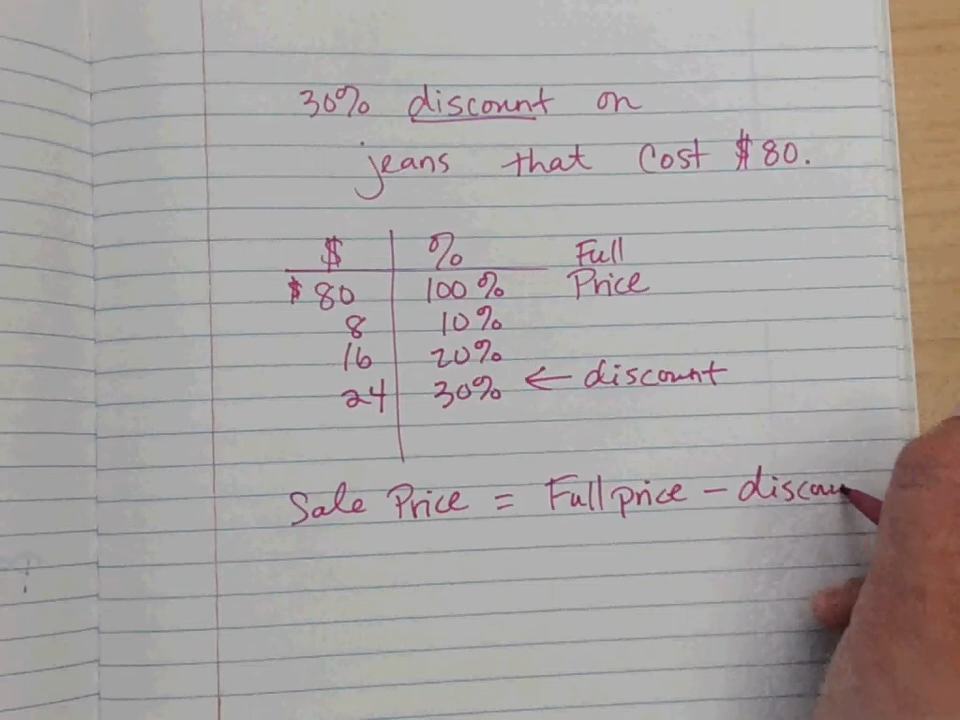 30% discount on
jeans that cost $80.
$ % Full
$80 100% Price
8 10%
16 20%
24 30% ← discount
Sale Price = Full price - discou